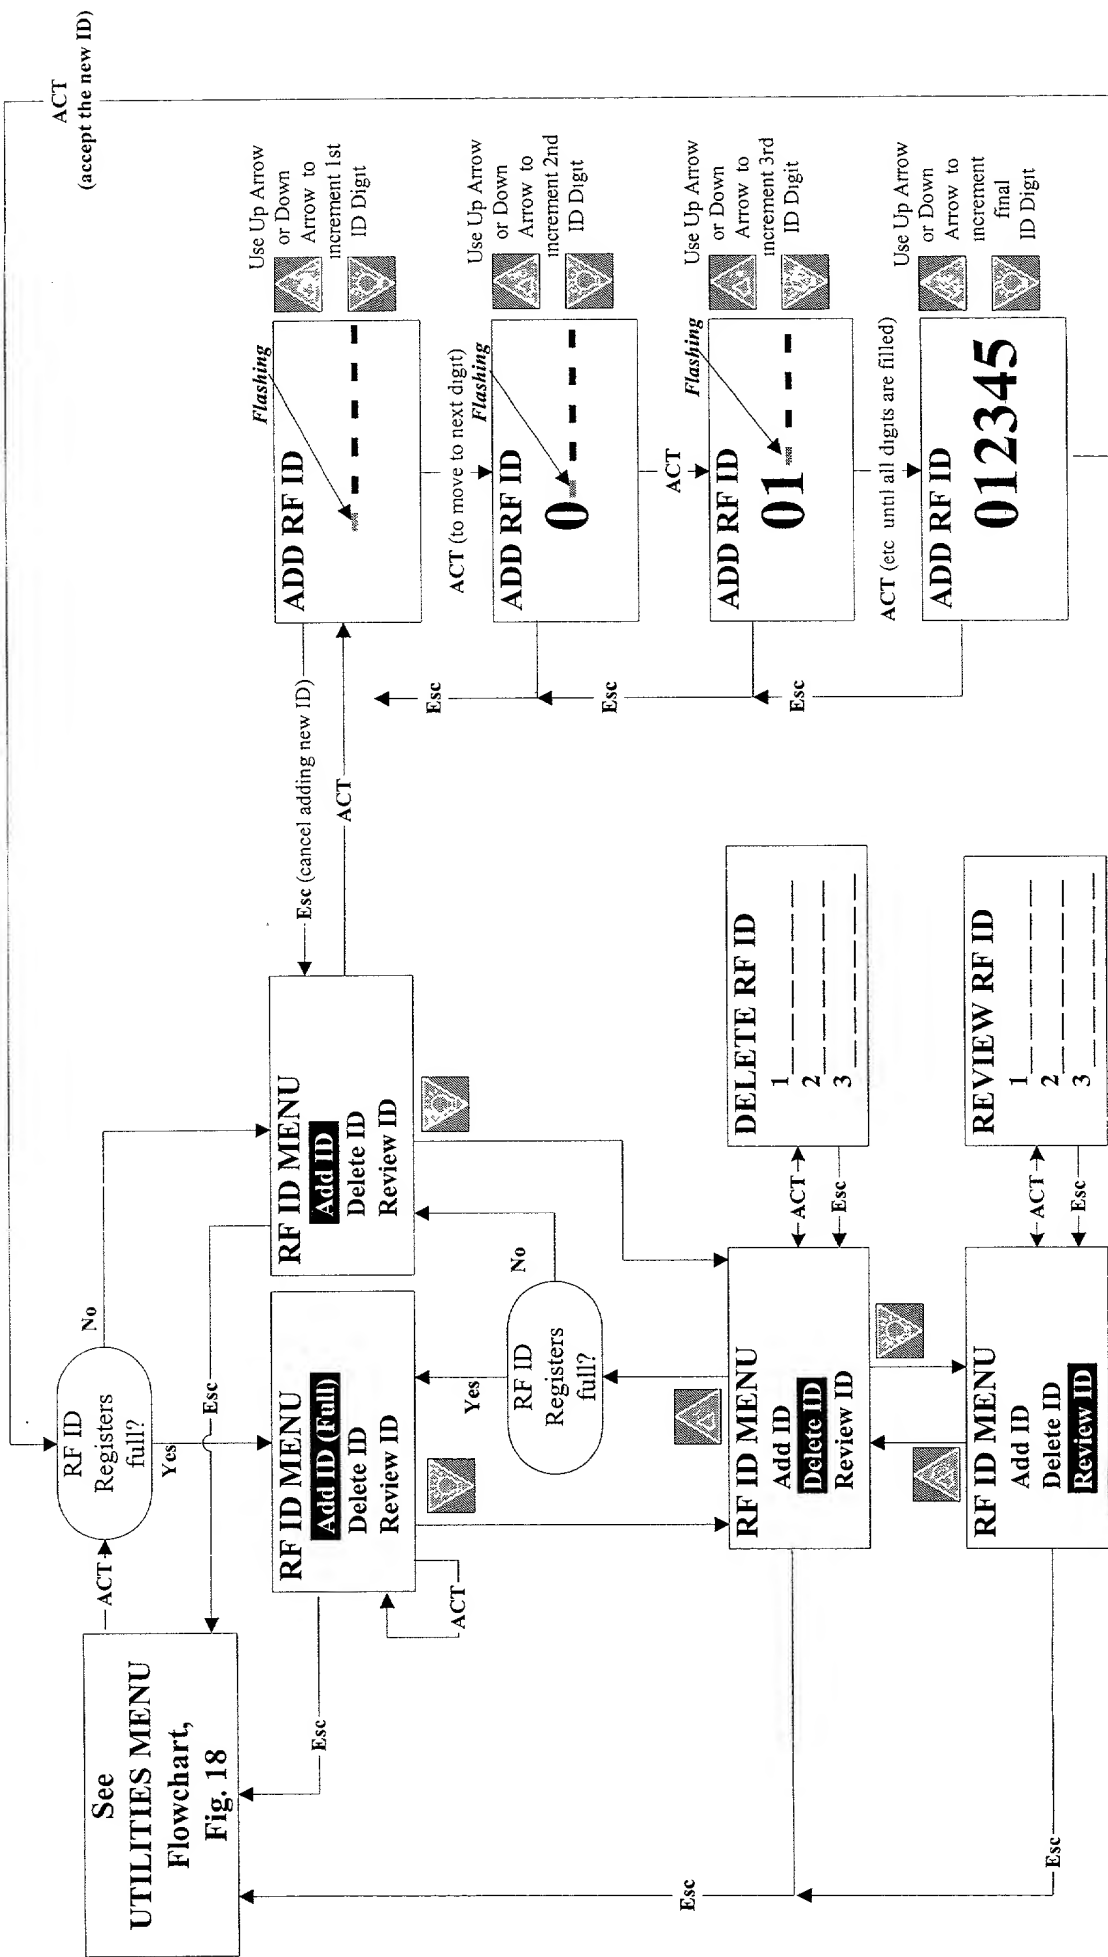 See
UTILITIES MENU
Flowchart,
Fig. 18
ACT
RF ID
Registers
full?
No
Yes
Esc
ACT
(accept the new ID)
RF ID MENU
Add ID (Full)
Delete ID
Review ID
Esc
ACT
RF ID MENU
Add ID
Delete ID
Review ID
Esc (cancel adding new ID)
ACT
ADD RF ID
Flashing
Use Up Arrow
or Down
Arrow to
increment 1st
ID Digit
ACT (to move to next digit)
ADD RF ID
0
Flashing
Use Up Arrow
or Down
Arrow to
increment 2nd
ID Digit
Esc
ACT
ADD RF ID
01
Flashing
Use Up Arrow
or Down
Arrow to
increment 3rd
ID Digit
Esc
ACT (etc until all digits are filled)
ADD RF ID
012345
Use Up Arrow
or Down
Arrow to
increment
final
ID Digit
Esc
Yes
RF ID
Registers
full?
No
RF ID MENU
Add ID
Delete ID
Review ID
ACT
Esc
DELETE RF ID
1 _ _ _ _ _ _
2 _ _ _ _ _ _
3 _ _ _ _ _ _
Esc
RF ID MENU
Add ID
Delete ID
Review ID
ACT
Esc
REVIEW RF ID
1 _ _ _ _ _ _
2 _ _ _ _ _ _
3 _ _ _ _ _ _
Esc